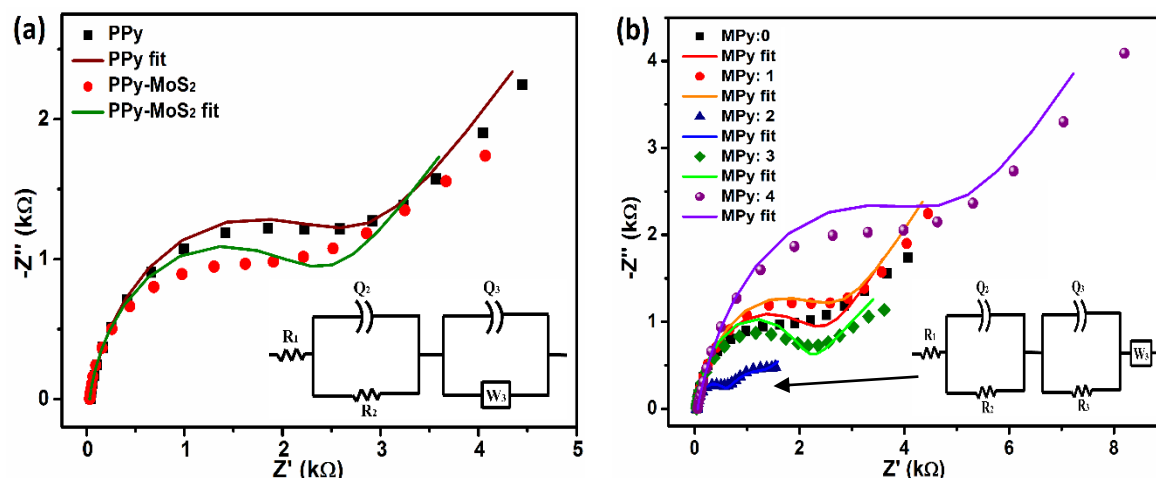 (a)
PPy
PPy fit
PPy-MoS₂
PPy-MoS₂ fit
-Z'' (kΩ)
2
1
0
0
1
2
3
4
5
Z' (kΩ)
R₁
Q₂
R₂
Q₃
W₃
(b)
MPy:0
MPy fit
MPy: 1
MPy fit
MPy: 2
MPy fit
MPy: 3
MPy fit
MPy: 4
MPy fit
-Z'' (kΩ)
4
3
2
1
0
0
2
4
6
8
Z' (kΩ)
R₁
Q₂
R₂
Q₃
R₃
W₃